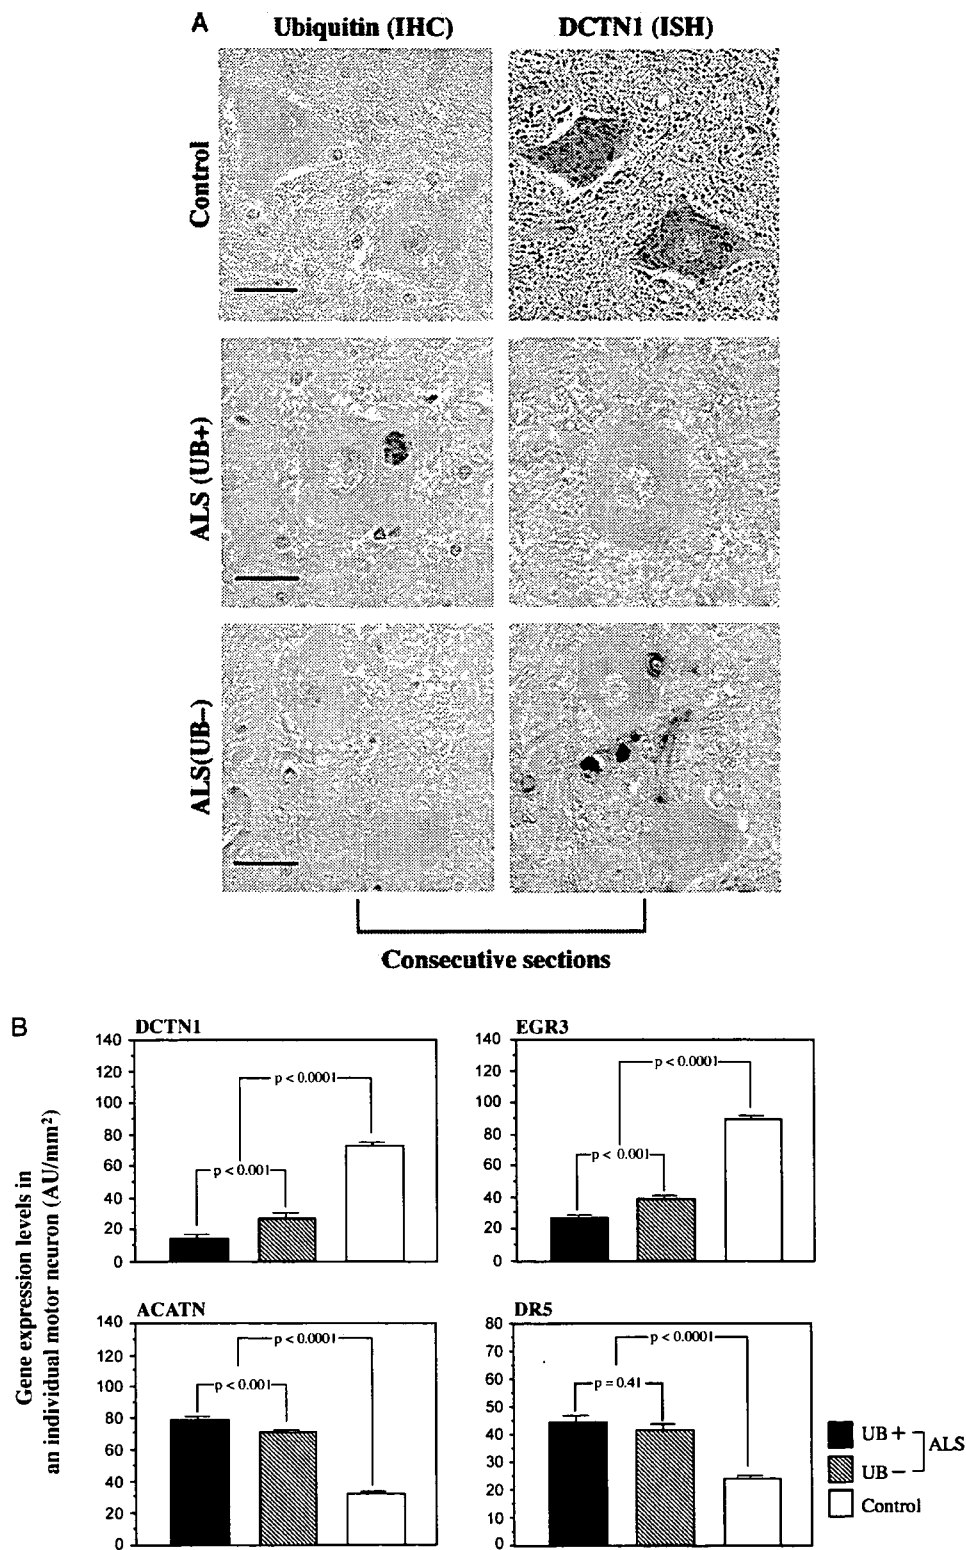 A
Ubiquitin (IHC)
DCTN1 (ISH)
Control
ALS (UB+)
ALS(UB−)
Consecutive sections
B
Gene expression levels in
an individual motor neuron (AU/mm²)
DCTN1
140
120
100
80
60
40
20
0
p < 0.001
p < 0.0001
EGR3
140
120
100
80
60
40
20
0
p < 0.001
p < 0.0001
ACATN
140
120
100
80
60
40
20
0
p < 0.001
p < 0.0001
DR5
80
70
60
50
40
30
20
10
0
p = 0.41
p < 0.0001
UB +
UB −
ALS
Control